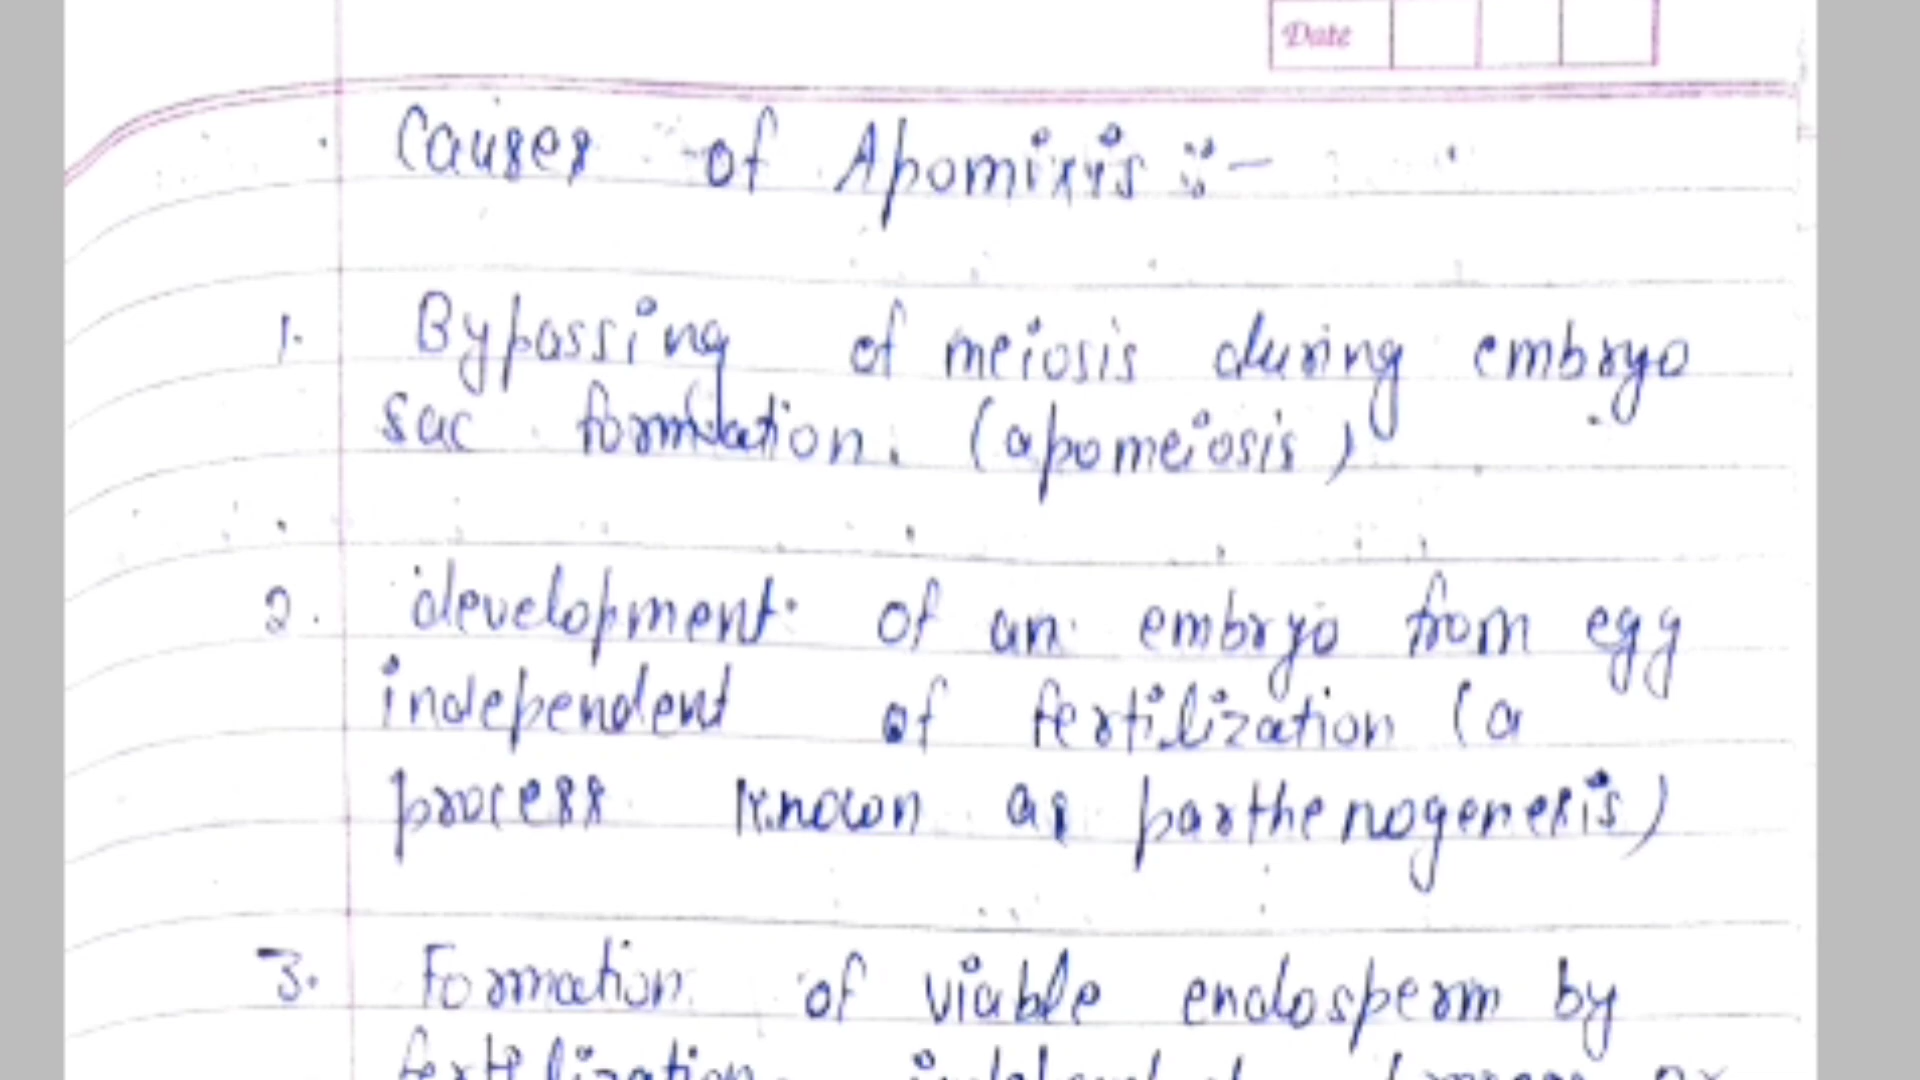 Date
Causes of Apomixis :-
1. Bypassing of meiosis during embryo
sac formation. (apomeiosis)
2. development of an embryo from egg
independent of fertilization (a
process known as parthenogenesis)
3. Formation of viable endosperm by
fertilization